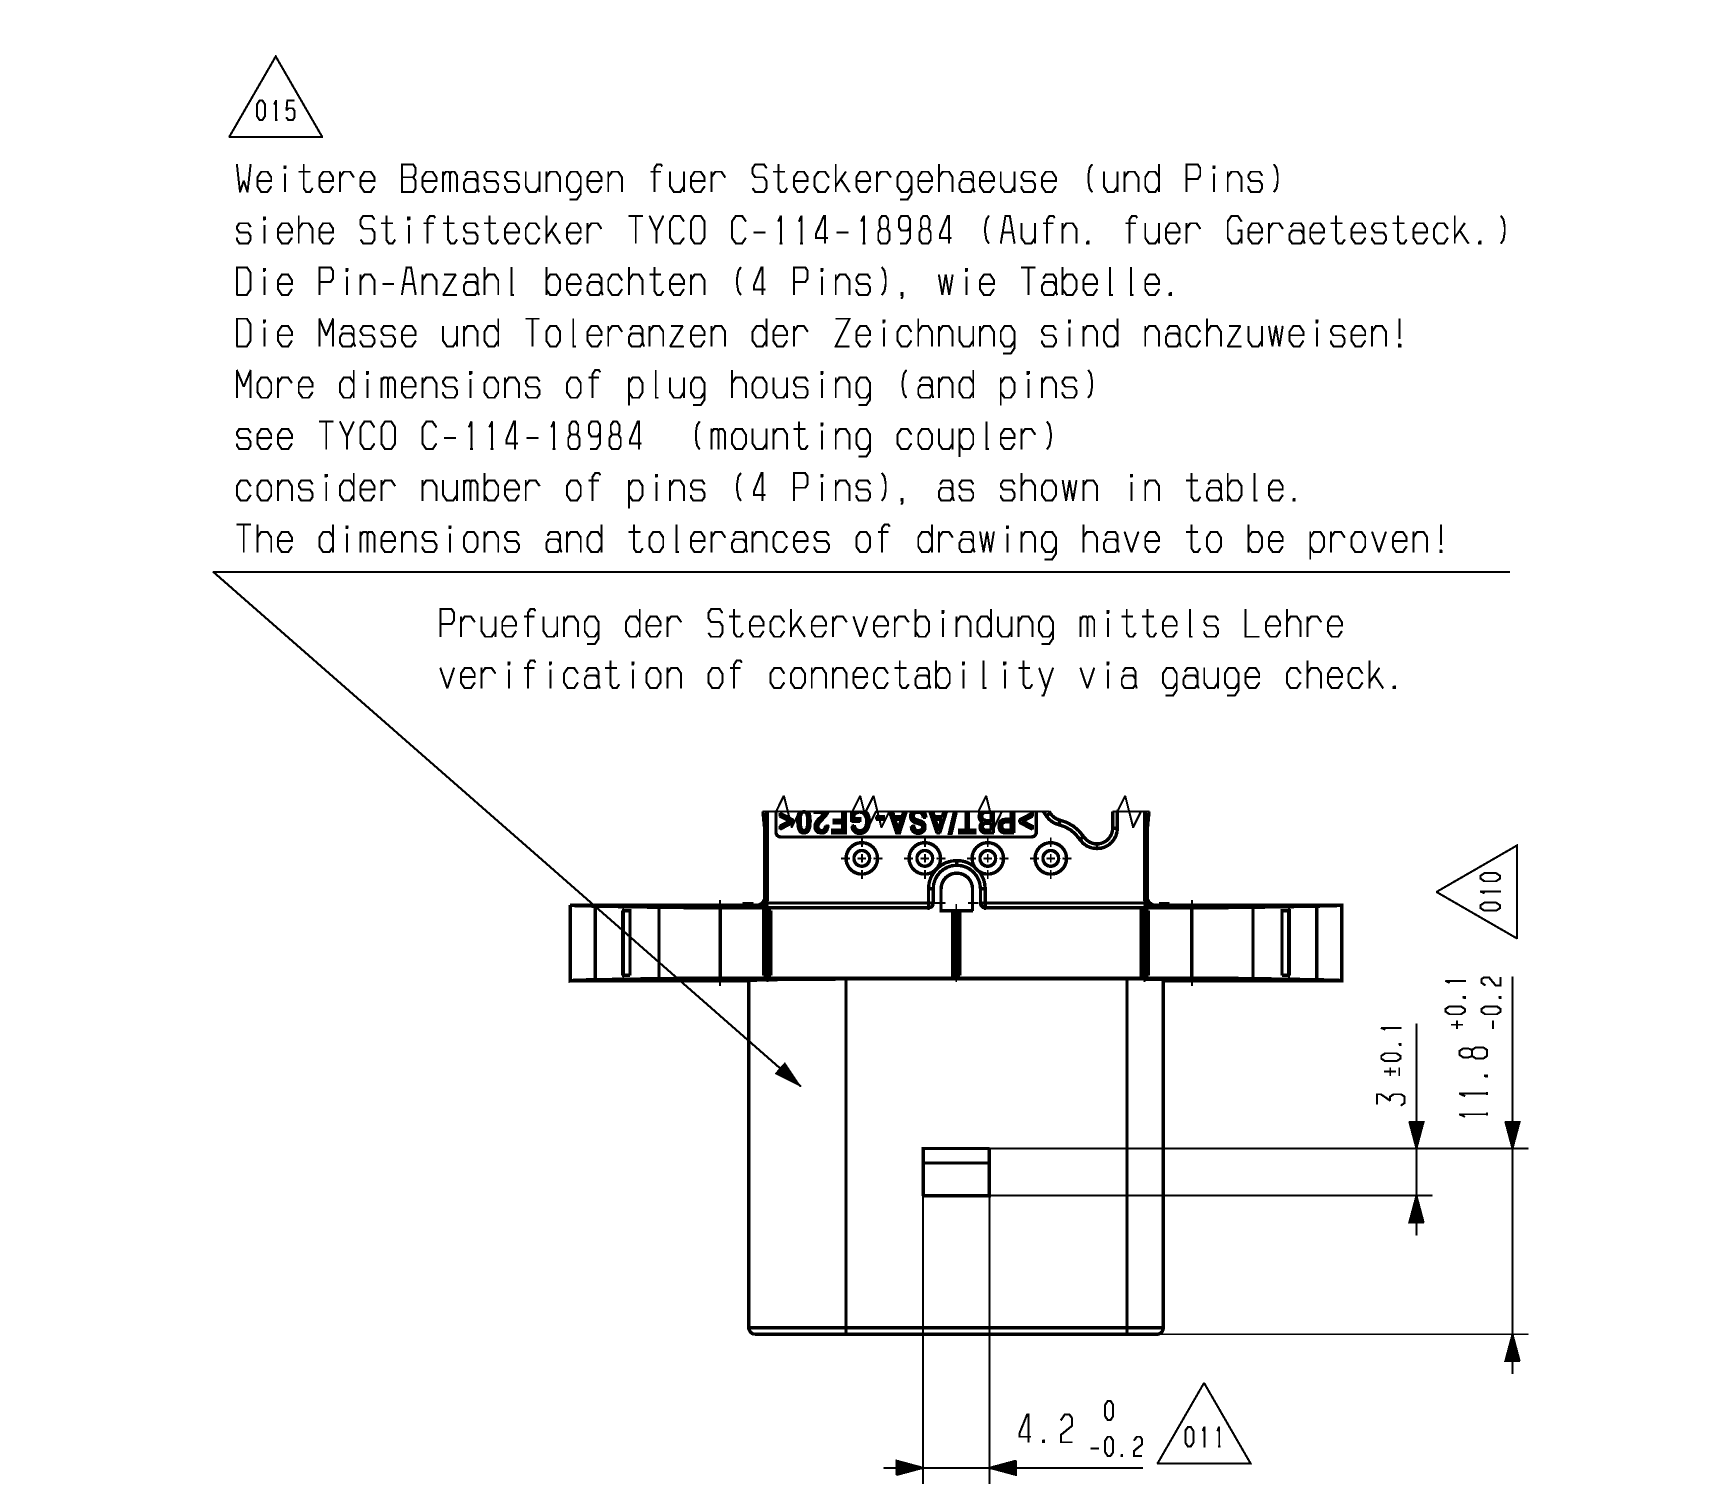 015
Weitere Bemassungen fuer Steckergehaeuse (und Pins)
siehe Stiftstecker TYCO C-114-18984 (Aufn. fuer Geraetesteck.)
Die Pin-Anzahl beachten (4 Pins), wie Tabelle.
Die Masse und Toleranzen der Zeichnung sind nachzuweisen!
More dimensions of plug housing (and pins)
see TYCO C-114-18984 (mounting coupler)
consider number of pins (4 Pins), as shown in table.
The dimensions and tolerances of drawing have to be proven!
Pruefung der Steckerverbindung mittels Lehre
verification of connectability via gauge check.
>PBT/ASA-GF20<
010
3 ±0.1
11.8 +0.1 -0.2
4.2 0 -0.2
011